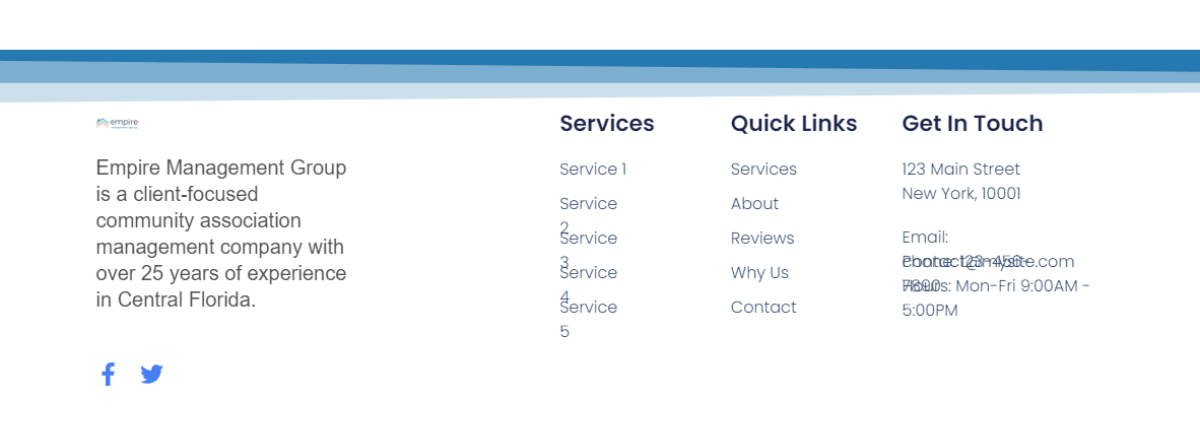 empire
Empire Management Group
is a client-focused
community association
management company with
over 25 years of experience
in Central Florida.
Services
Service 1
Service
2
Service
3
Service
4
Service
5
Quick Links
Services
About
Reviews
Why Us
Contact
Get In Touch
123 Main Street
New York, 10001
Email:
contact@mysite.com
Phone: 123-456-
7890
Hours: Mon-Fri 9:00AM -
5:00PM